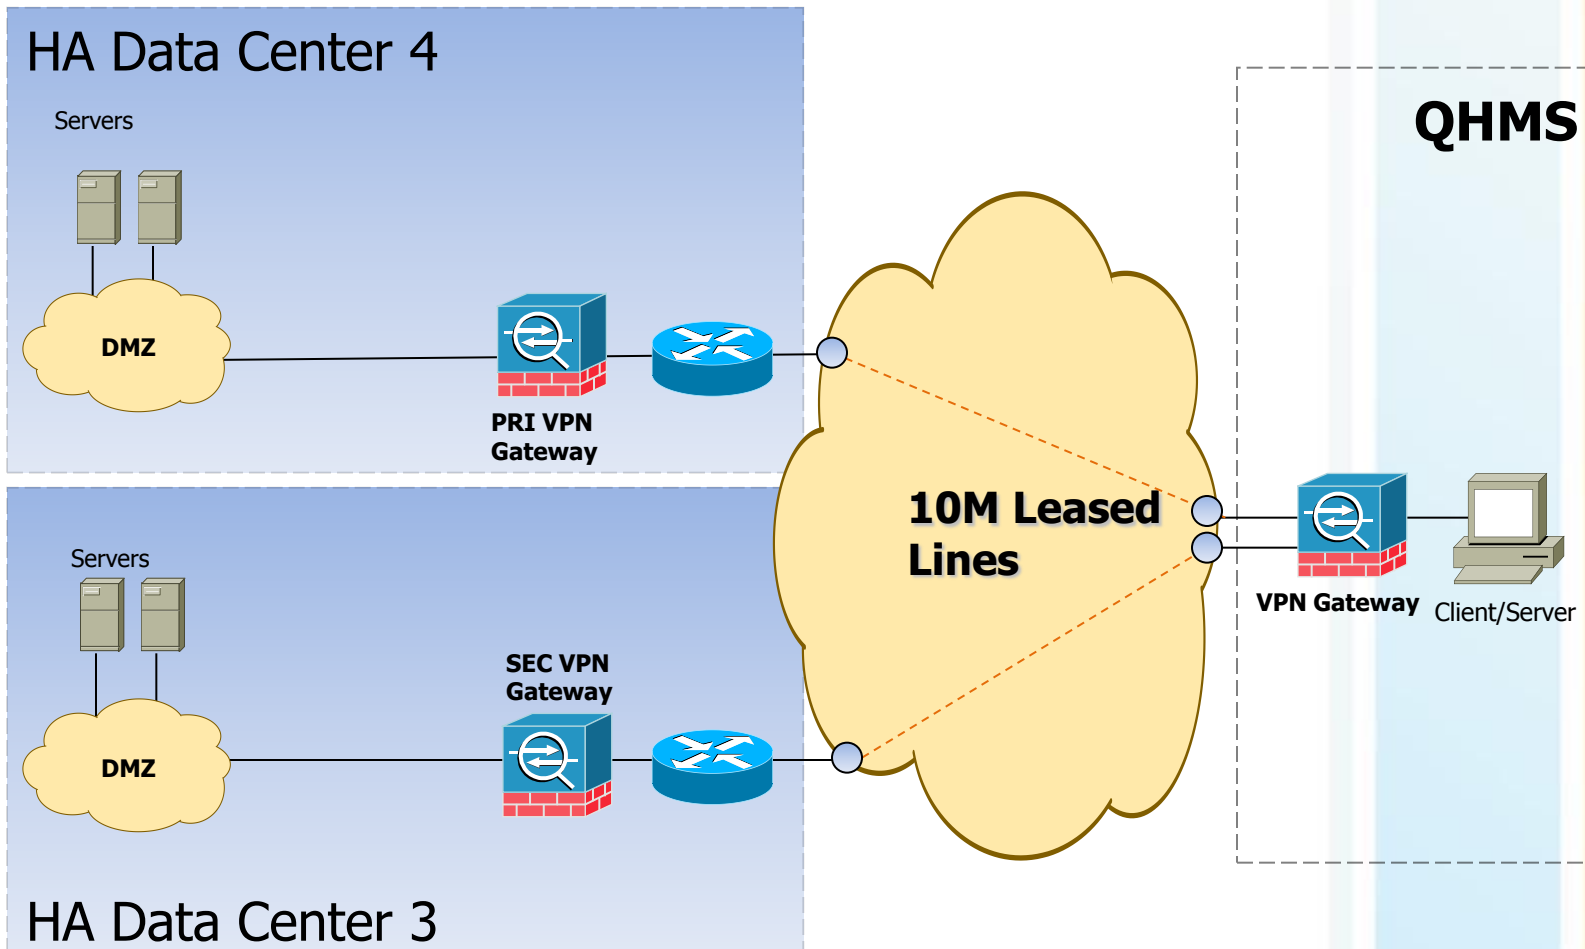 HA Data Center 4
Servers
DMZ
PRI VPN
Gateway
QHMS
10M Leased
Lines
VPN Gateway
Client/Server
Servers
SEC VPN
Gateway
DMZ
HA Data Center 3